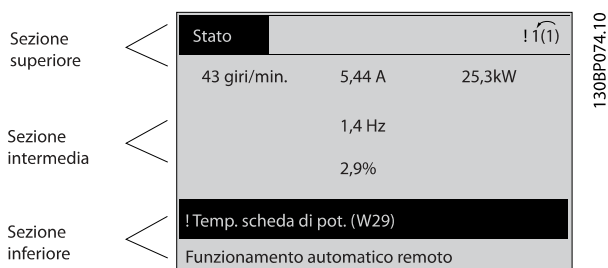 Sezione
superiore
Stato
! 1(1)
43 giri/min.
5,44 A
25,3kW
Sezione
intermedia
1,4 Hz
2,9%
! Temp. scheda di pot. (W29)
Sezione
inferiore
Funzionamento automatico remoto
130BP074.10